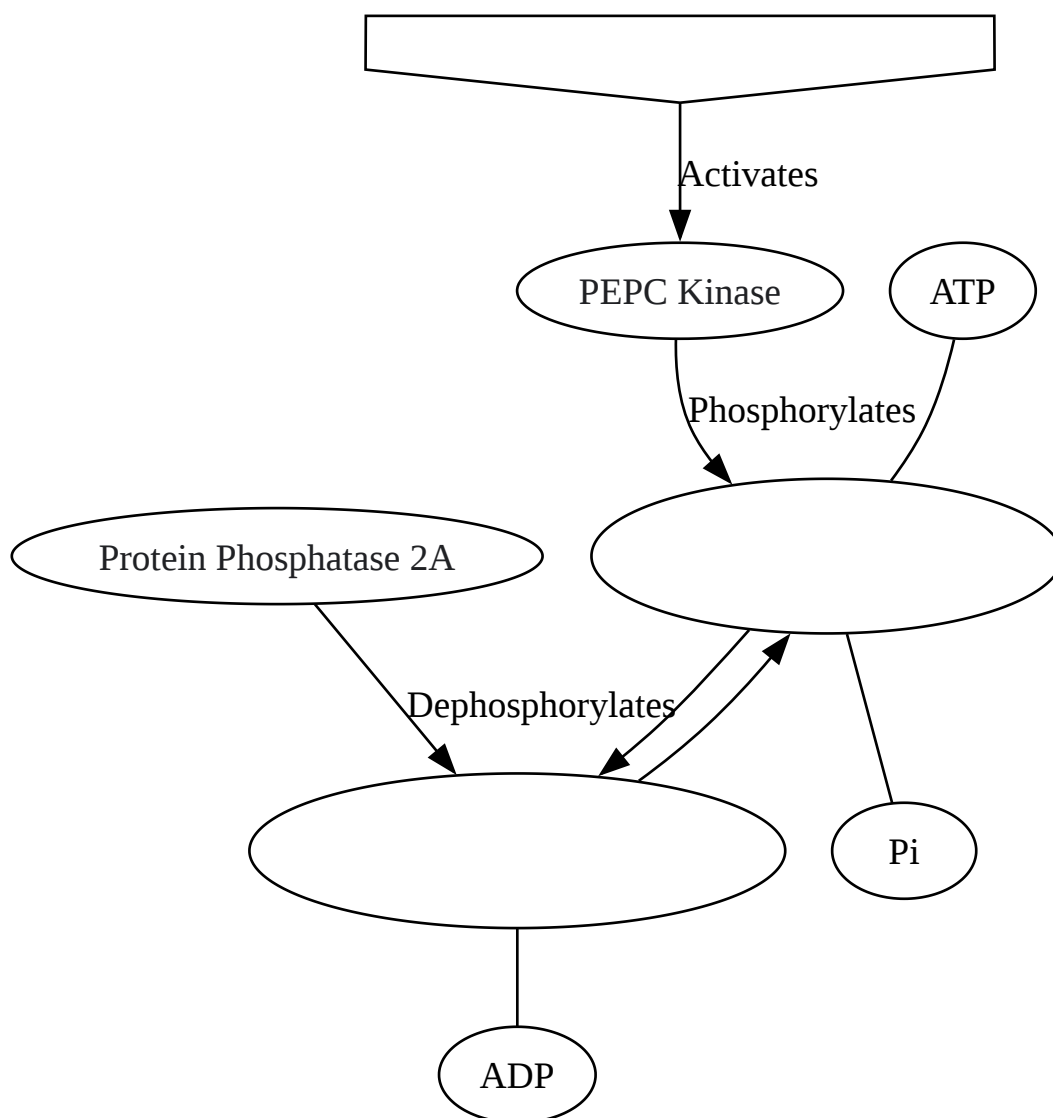 Activates
PEPC Kinase
ATP
Phosphorylates
Protein Phosphatase 2A
Dephosphorylates
Pi
ADP